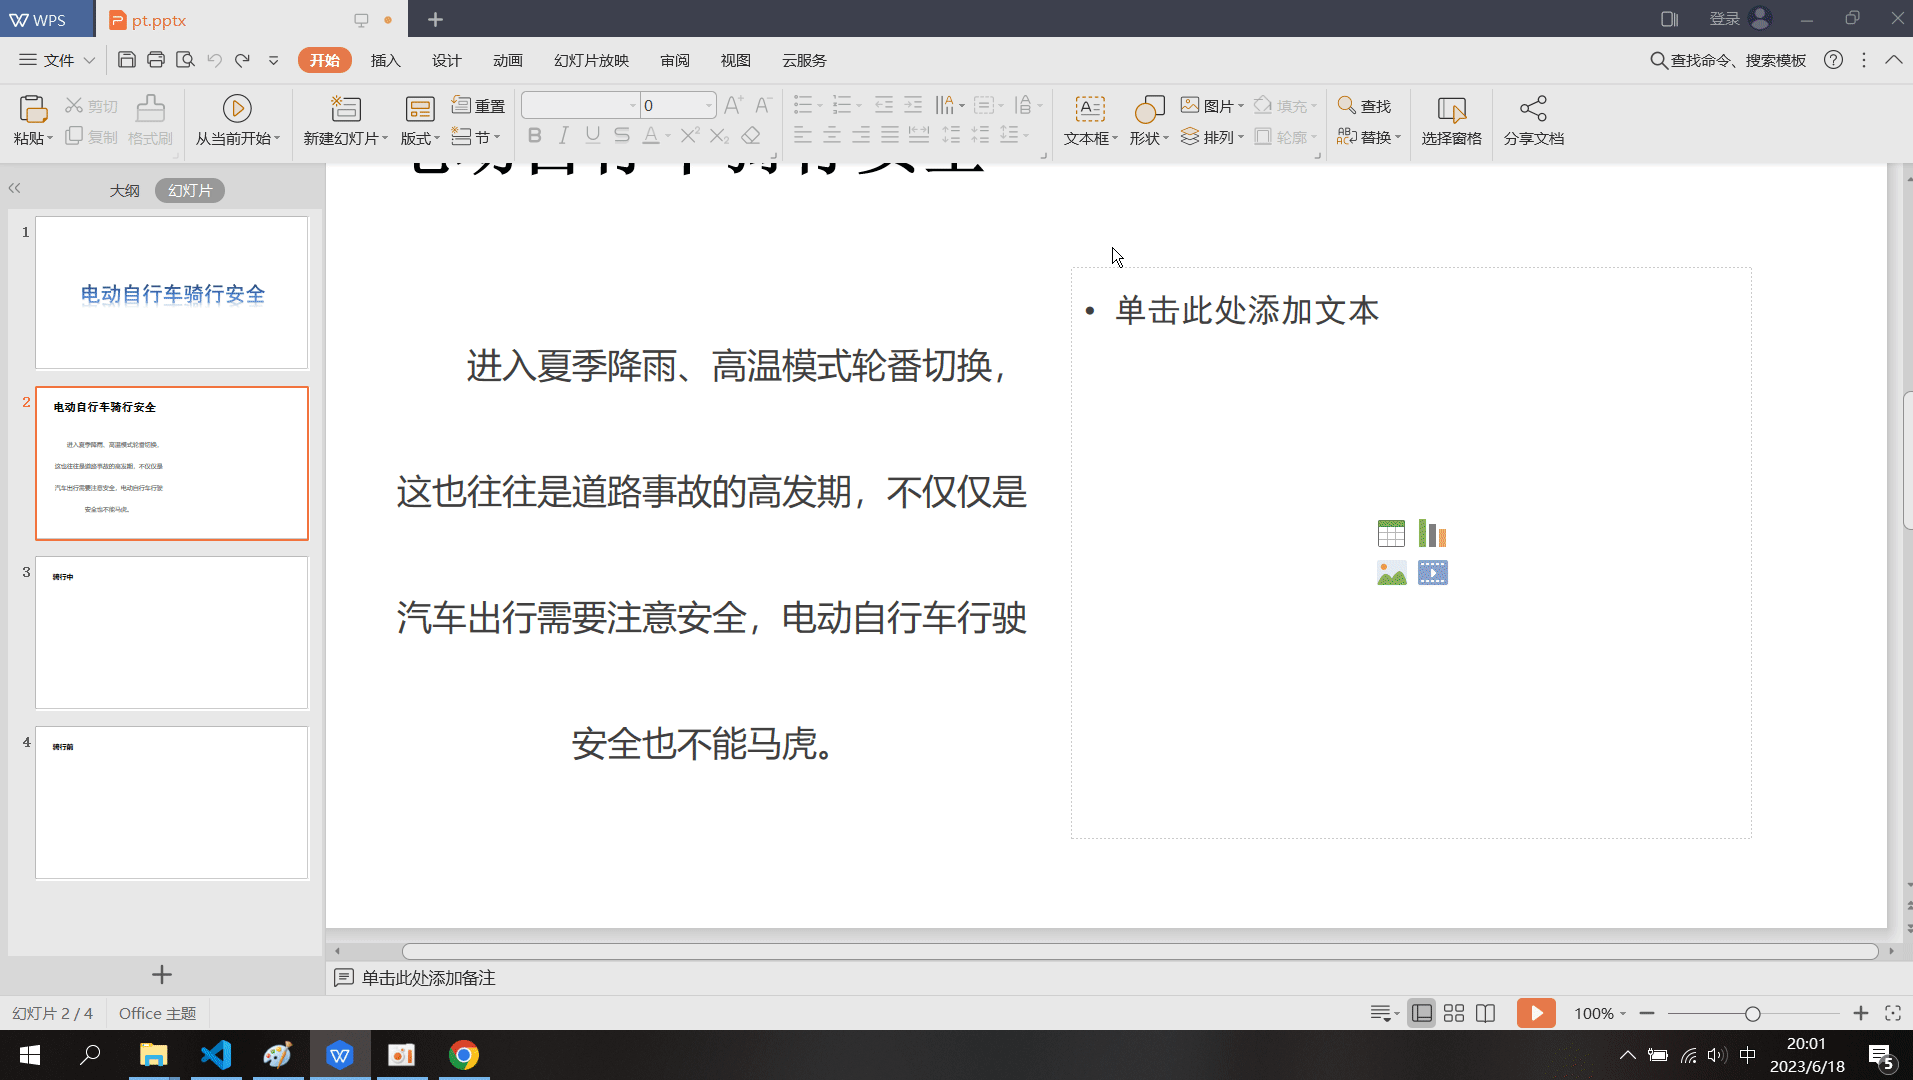 WPS
pt.pptx
登录
文件
开始
插入
设计
动画
幻灯片放映
审阅
视图
云服务
查找命令、搜索模板
粘贴
剪切
复制
格式刷
从当前开始
新建幻灯片
版式
重置
节
0
文本框
形状
图片
排列
填充
轮廓
查找
替换
选择窗格
分享文档
大纲
幻灯片
1
电动自行车骑行安全
2
电动自行车骑行安全
进入夏季降雨、高温模式轮番切换，
这也往往是道路事故的高发期，不仅仅是
汽车出行需要注意安全，电动自行车行驶
安全也不能马虎。
3
骑行中
4
骑行前
电动自行车骑行安全
进入夏季降雨、高温模式轮番切换，
这也往往是道路事故的高发期，不仅仅是
汽车出行需要注意安全，电动自行车行驶
安全也不能马虎。
• 单击此处添加文本
单击此处添加备注
幻灯片 2 / 4
Office 主题
100%
中
20:01
2023/6/18
5